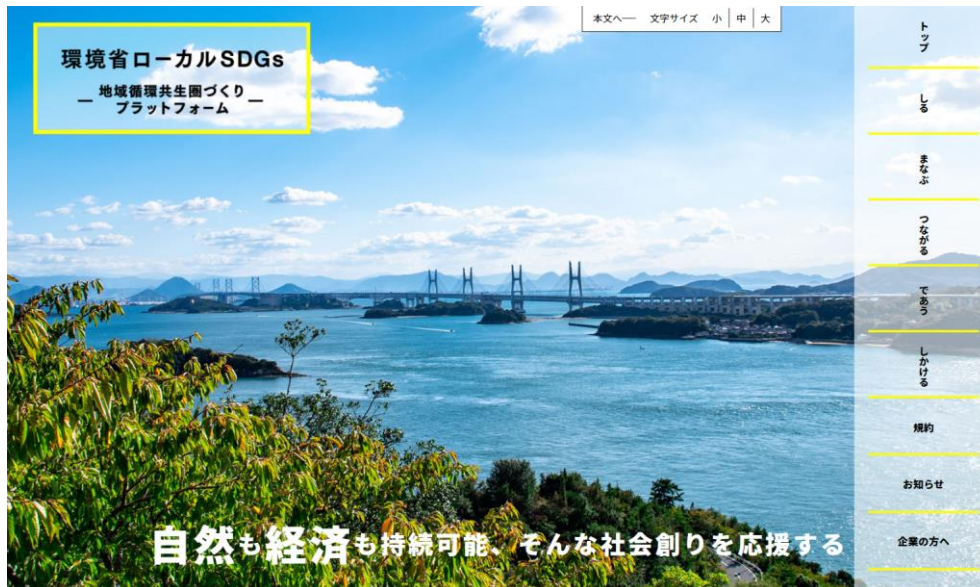 本文へ― 文字サイズ 小 中 大
環境省ローカルSDGs
― 地域循環共生圏づくり ―
プラットフォーム
トップ
しる
まなぶ
つながる
であう
しかける
規約
お知らせ
企業の方へ
自然も経済も持続可能、そんな社会創りを応援する